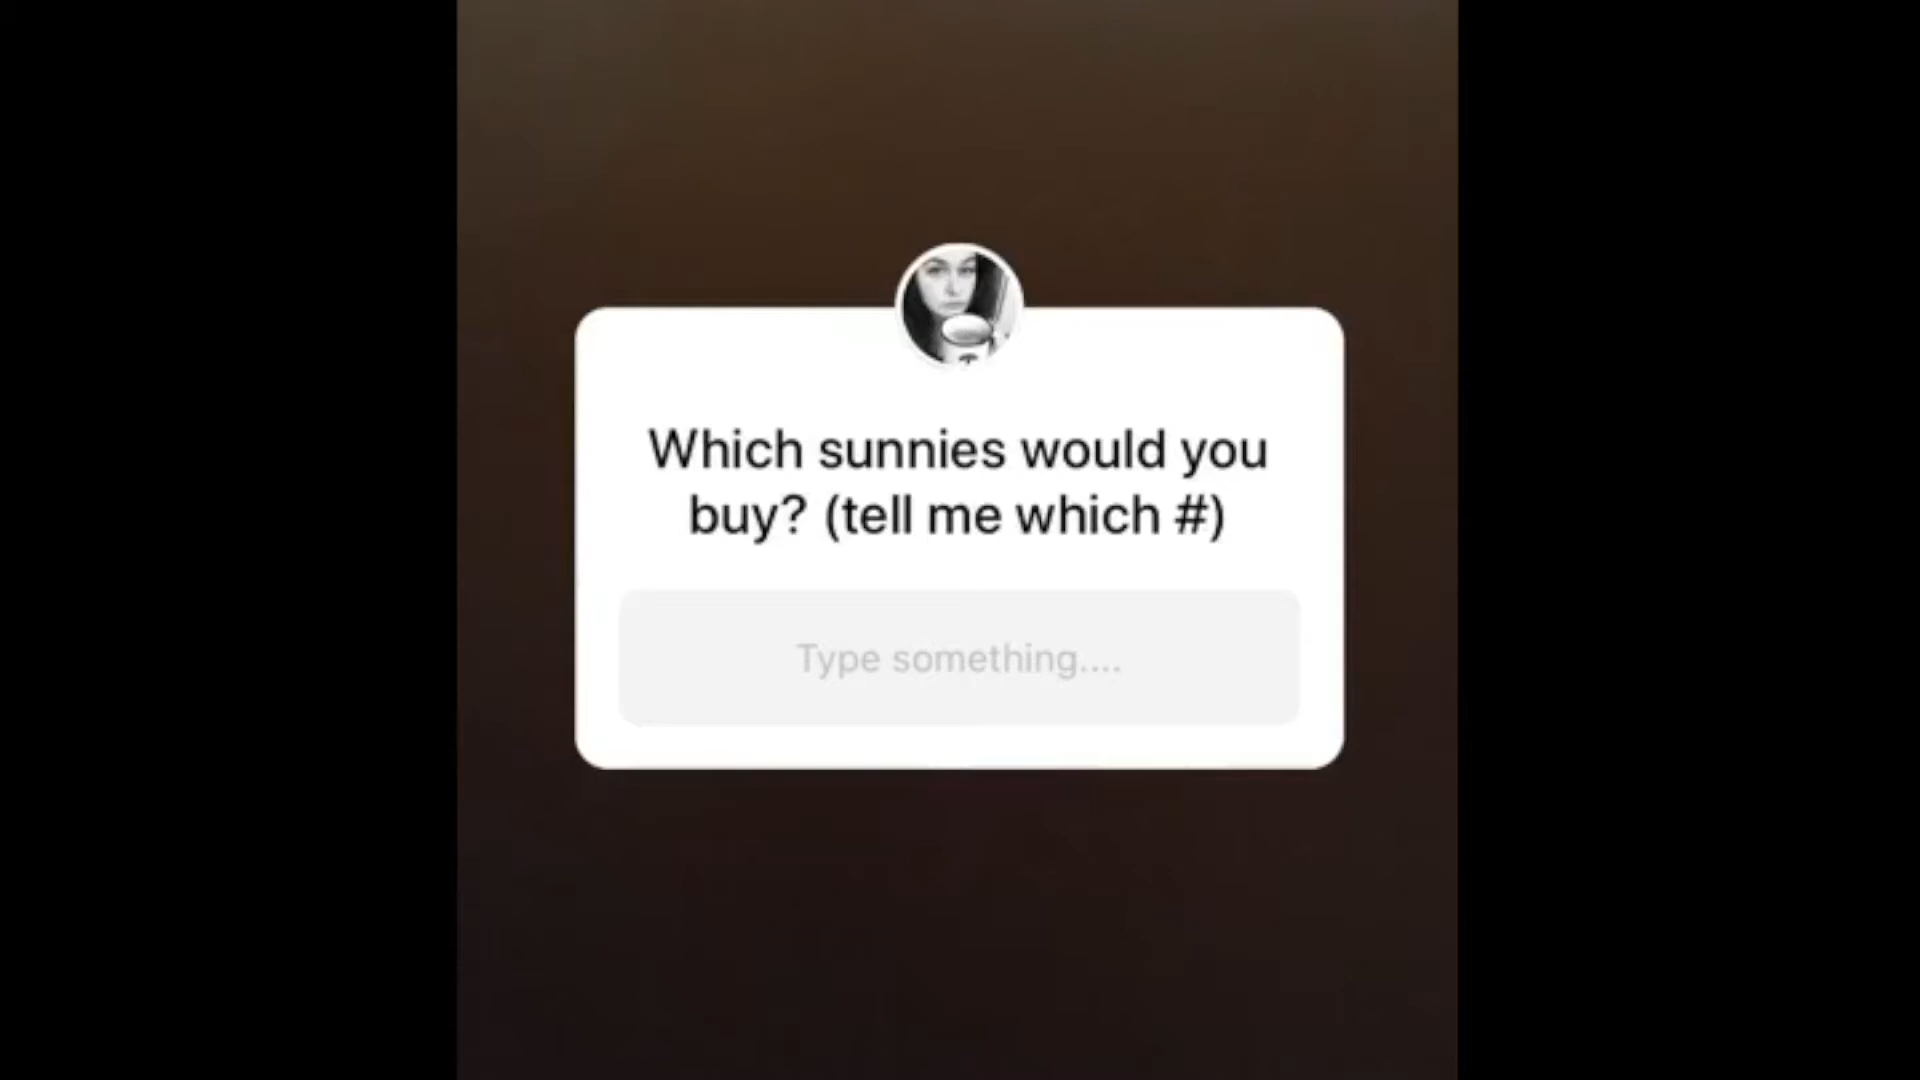 Which sunnies would you
buy? (tell me which #)
Type something....